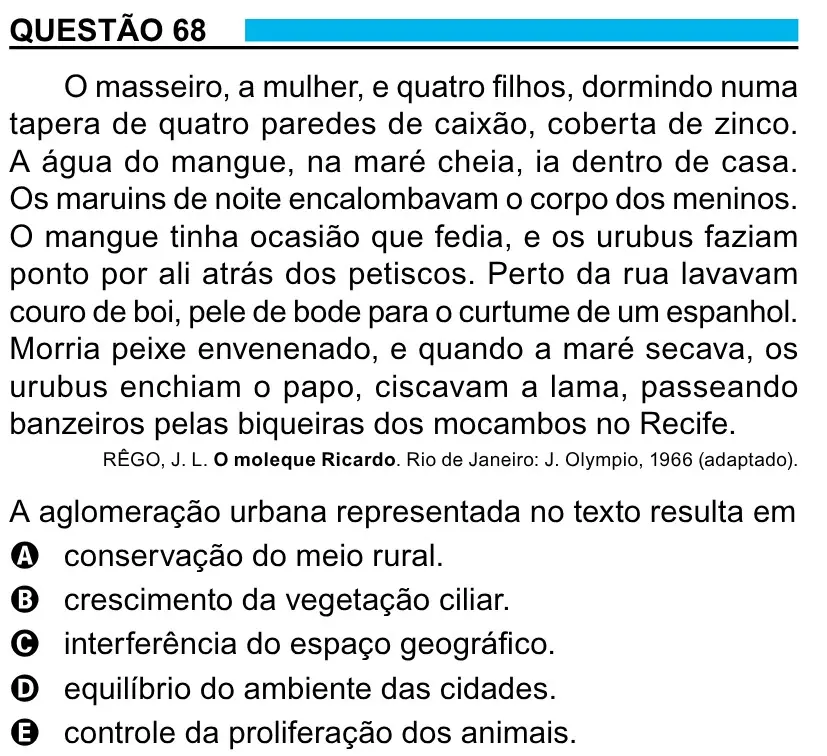 QUESTÃO 68
O masseiro, a mulher, e quatro filhos, dormindo numa
tapera de quatro paredes de caixão, coberta de zinco.
A água do mangue, na maré cheia, ia dentro de casa.
Os maruins de noite encalombavam o corpo dos meninos.
O mangue tinha ocasião que fedia, e os urubus faziam
ponto por ali atrás dos petiscos. Perto da rua lavavam
couro de boi, pele de bode para o curtume de um espanhol.
Morria peixe envenenado, e quando a maré secava, os
urubus enchiam o papo, ciscavam a lama, passeando
banzeiros pelas biqueiras dos mocambos no Recife.
RÊGO, J. L. O moleque Ricardo. Rio de Janeiro: J. Olympio, 1966 (adaptado).
A aglomeração urbana representada no texto resulta em
A conservação do meio rural.
B crescimento da vegetação ciliar.
C interferência do espaço geográfico.
D equilíbrio do ambiente das cidades.
E controle da proliferação dos animais.